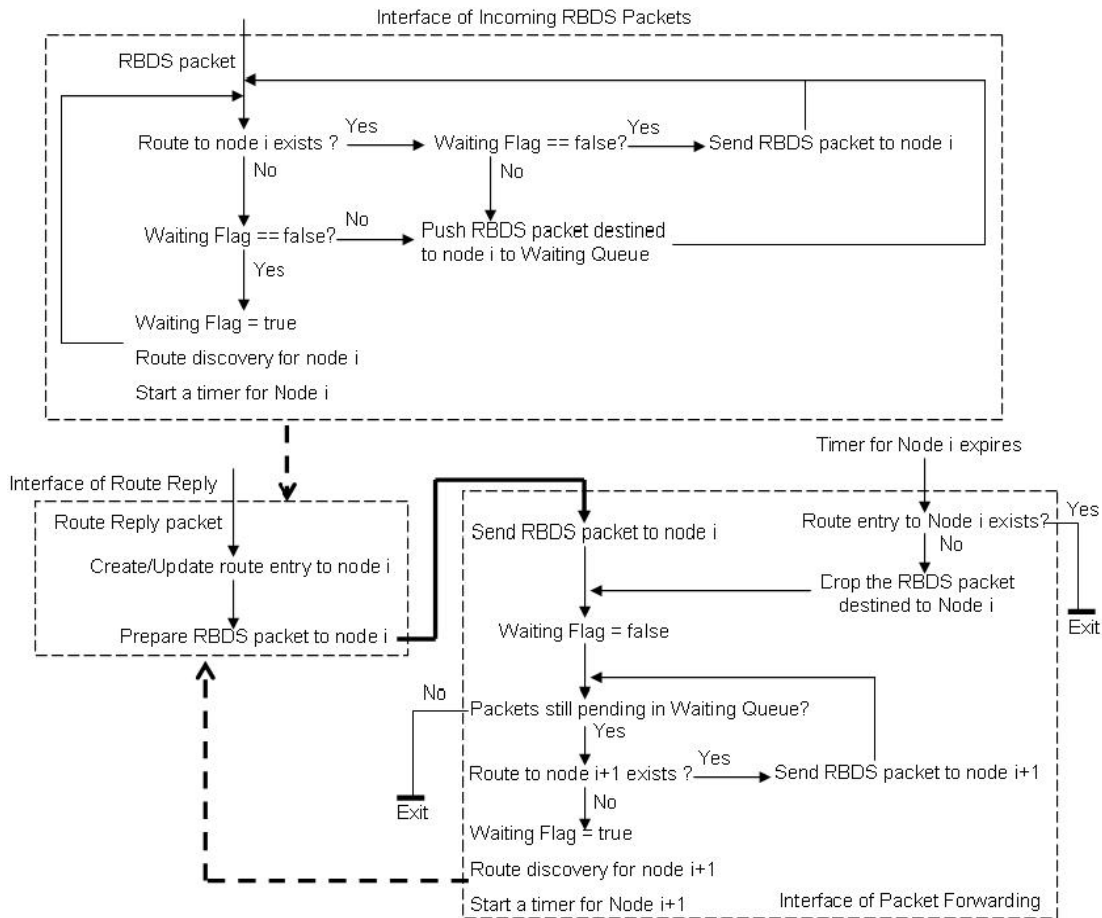 Interface of Incoming RBDS Packets
RBDS packet
Route to node i exists ?
Yes
Waiting Flag == false?
Yes
Send RBDS packet to node i
No
No
Waiting Flag == false?
No
Push RBDS packet destined
to node i to Waiting Queue
Yes
Waiting Flag = true
Route discovery for node i
Start a timer for Node i
Interface of Route Reply
Route Reply packet
Create/Update route entry to node i
Prepare RBDS packet to node i
Timer for Node i expires
Send RBDS packet to node i
Route entry to Node i exists?
Yes
No
Drop the RBDS packet
destined to Node i
Exit
Waiting Flag = false
No
Packets still pending in Waiting Queue?
Yes
Route to node i+1 exists ?
Yes
Send RBDS packet to node i+1
Exit
No
Waiting Flag = true
Route discovery for node i+1
Start a timer for Node i+1
Interface of Packet Forwarding